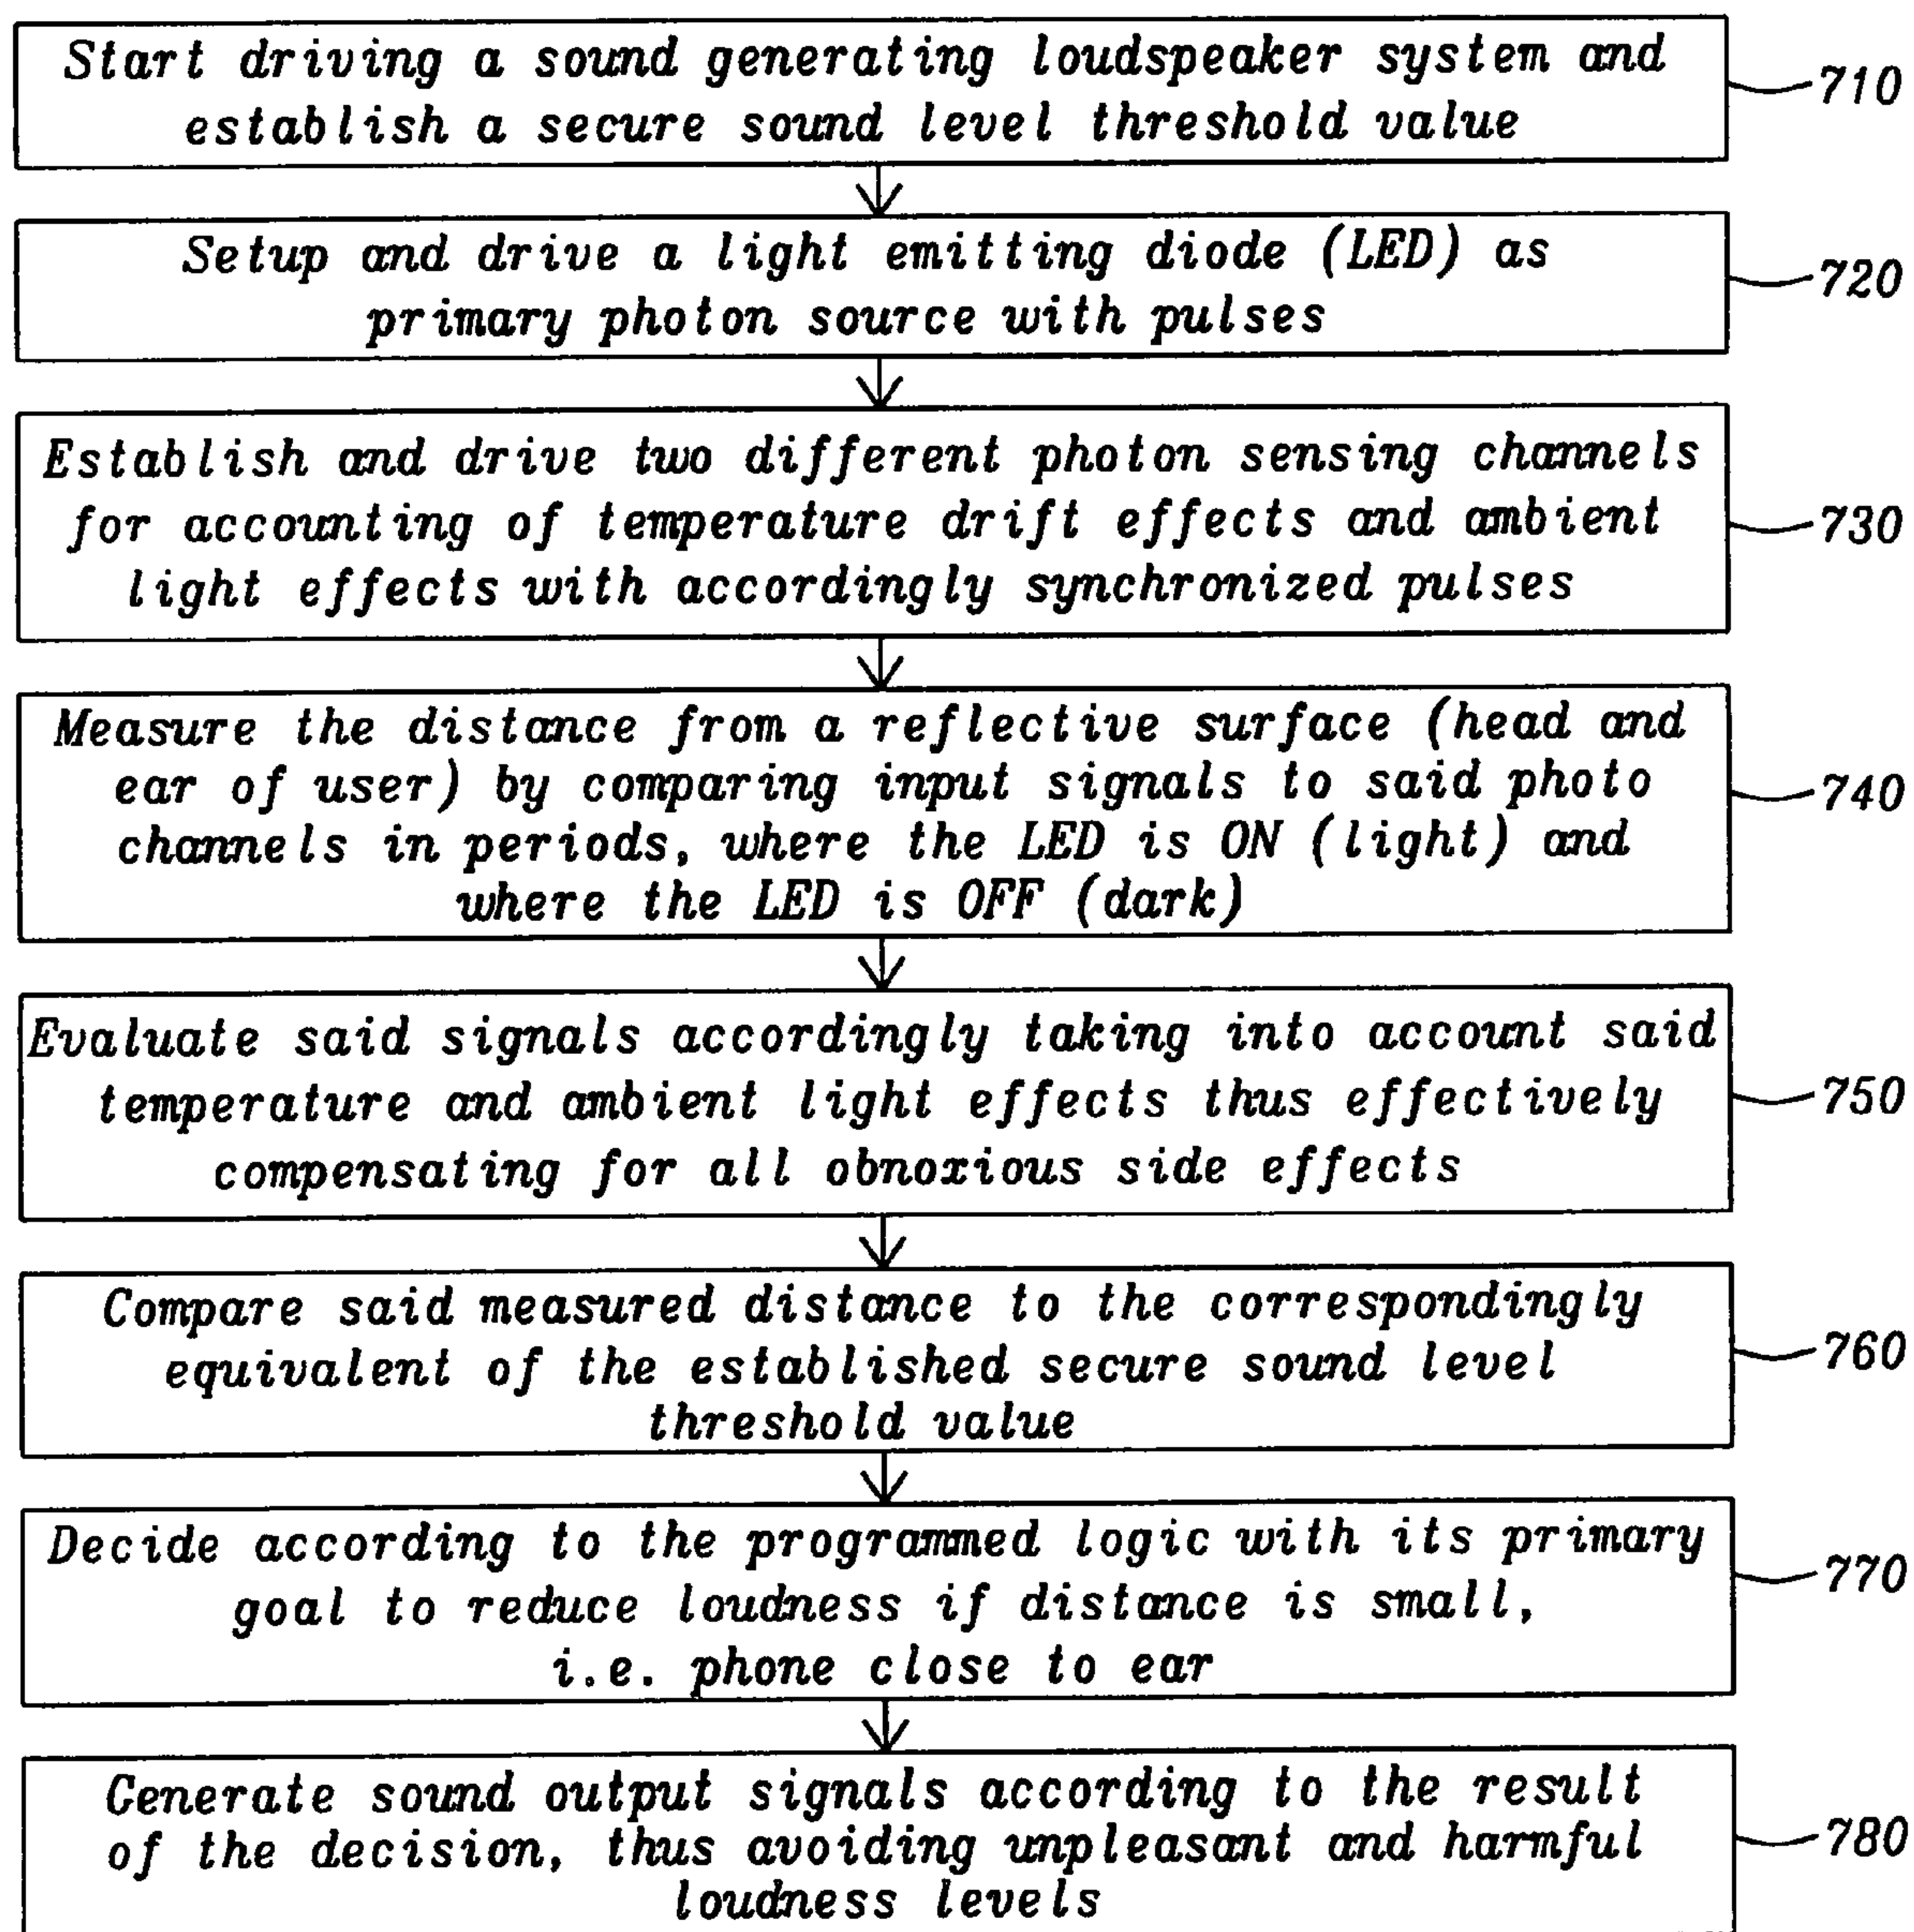 Start driving a sound generating loudspeaker system and
establish a secure sound level threshold value
710
Setup and drive a light emitting diode (LED) as
primary photon source with pulses
720
Establish and drive two different photon sensing channels
for accounting of temperature drift effects and ambient
light effects with accordingly synchronized pulses
730
Measure the distance from a reflective surface (head and
ear of user) by comparing input signals to said photo
channels in periods, where the LED is ON (light) and
where the LED is OFF (dark)
740
Evaluate said signals accordingly taking into account said
temperature and ambient light effects thus effectively
compensating for all obnoxious side effects
750
Compare said measured distance to the correspondingly
equivalent of the established secure sound level
threshold value
760
Decide according to the programmed logic with its primary
goal to reduce loudness if distance is small,
i.e. phone close to ear
770
Generate sound output signals according to the result
of the decision, thus avoiding unpleasant and harmful
loudness levels
780